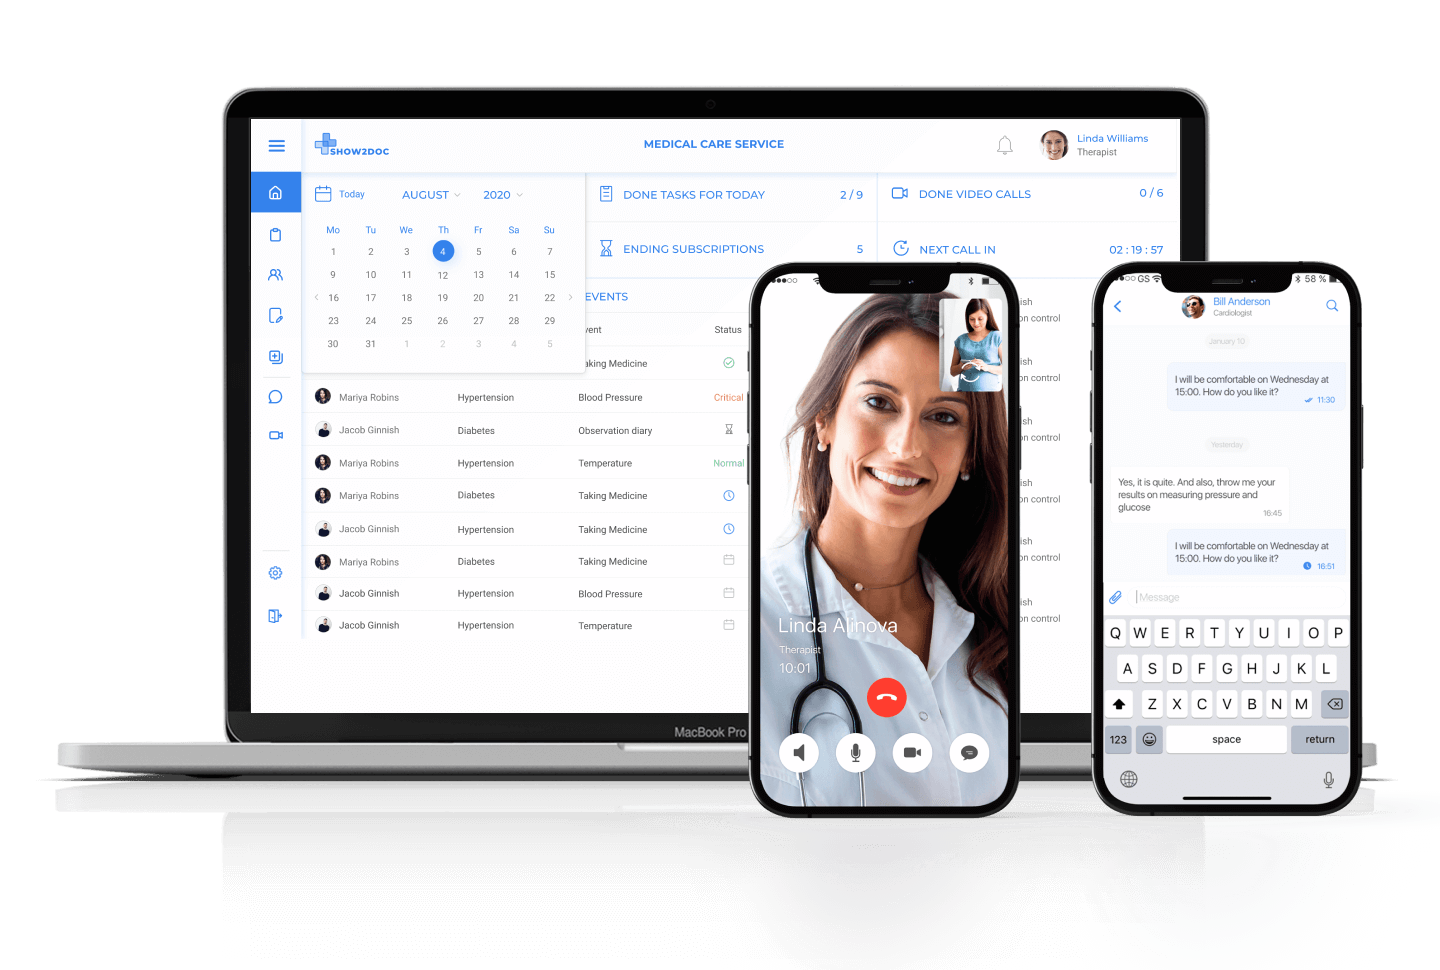 SHOW2DOC
MEDICAL CARE SERVICE
Linda Williams
Therapist
Today
AUGUST
2020
Mo Tu We Th Fr Sa Su
1 2 3 4 5 6 7
9 10 11 12 13 14 15
16 17 18 19 20 21 22
23 24 25 26 27 28 29
30 31 1 2 3 4 5
DONE TASKS FOR TODAY 2 / 9
DONE VIDEO CALLS 0 / 6
ENDING SUBSCRIPTIONS 5
NEXT CALL IN 02 : 19 : 57
EVENTS
vent Status
aking Medicine
Mariya Robins Hypertension Blood Pressure Critical
Jacob Ginnish Diabetes Observation diary
Mariya Robins Hypertension Temperature Normal
Mariya Robins Diabetes Taking Medicine
Jacob Ginnish Hypertension Taking Medicine
Mariya Robins Diabetes Taking Medicine
Jacob Ginnish Hypertension Blood Pressure
Jacob Ginnish Hypertension Temperature
ish
on control
ish
on control
ish
on control
ish
on control
ish
on control
ish
on control
MacBook Pro
Linda Alinova
Therapist
10:01
GS 58 %
Bill Anderson
Cardiologist
January 10
I will be comfortable on Wednesday at
15:00. How do you like it?
11:30
Yesterday
Yes, it is quite. And also, throw me your
results on measuring pressure and
glucose
16:45
I will be comfortable on Wednesday at
15:00. How do you like it?
16:51
Message
Q W E R T Y U I O P
A S D F G H J K L
Z X C V B N M
123 space return